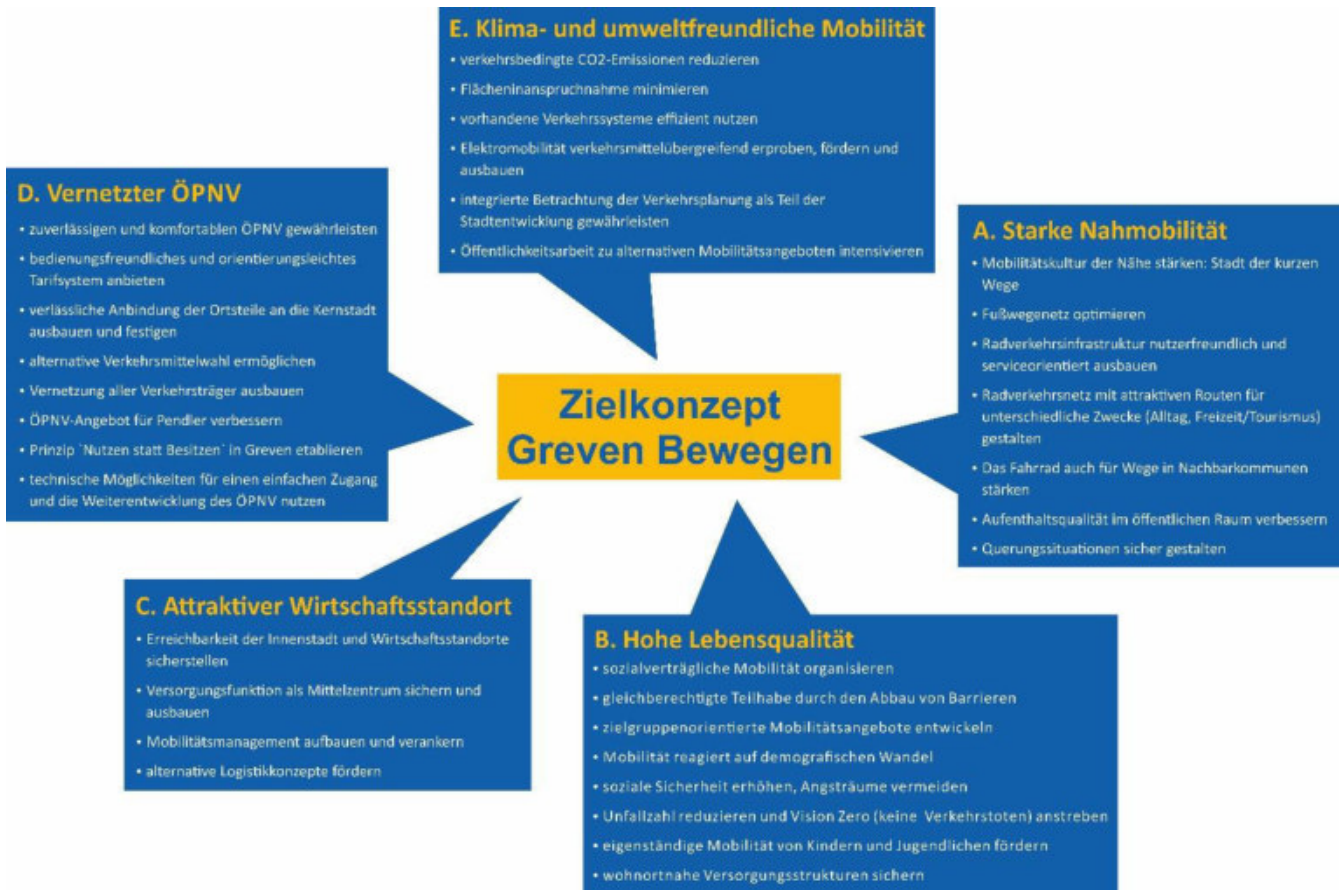 E. Klima- und umweltfreundliche Mobilität
• verkehrsbedingte CO2-Emissionen reduzieren
• Flächeninanspruchnahme minimieren
• vorhandene Verkehrssysteme effizient nutzen
• Elektromobilität verkehrsmittelübergreifend erproben, fördern und
ausbauen
• integrierte Betrachtung der Verkehrsplanung als Teil der
Stadtentwicklung gewährleisten
• Öffentlichkeitsarbeit zu alternativen Mobilitätsangeboten intensivieren
D. Vernetzter ÖPNV
• zuverlässigen und komfortablen ÖPNV gewährleisten
• bedienungsfreundliches und orientierungsleichtes
Tarifsystem anbieten
• verlässliche Anbindung der Ortsteile an die Kernstadt
ausbauen und festigen
• alternative Verkehrsmittelwahl ermöglichen
• Vernetzung aller Verkehrsträger ausbauen
• ÖPNV-Angebot für Pendler verbessern
• Prinzip ´Nutzen statt Besitzen´ in Greven etablieren
• technische Möglichkeiten für einen einfachen Zugang
und die Weiterentwicklung des ÖPNV nutzen
A. Starke Nahmobilität
• Mobilitätskultur der Nähe stärken: Stadt der kurzen
Wege
• Fußwegenetz optimieren
• Radverkehrsinfrastruktur nutzerfreundlich und
serviceorientiert ausbauen
• Radverkehrsnetz mit attraktiven Routen für
unterschiedliche Zwecke (Alltag, Freizeit/Tourismus)
gestalten
• Das Fahrrad auch für Wege in Nachbarkommunen
stärken
• Aufenthaltsqualität im öffentlichen Raum verbessern
• Querungssituationen sicher gestalten
Zielkonzept
Greven Bewegen
C. Attraktiver Wirtschaftsstandort
• Erreichbarkeit der Innenstadt und Wirtschaftsstandorte
sicherstellen
• Versorgungsfunktion als Mittelzentrum sichern und
ausbauen
• Mobilitätsmanagement aufbauen und verankern
• alternative Logistikkonzepte fördern
B. Hohe Lebensqualität
• sozialverträgliche Mobilität organisieren
• gleichberechtigte Teilhabe durch den Abbau von Barrieren
• zielgruppenorientierte Mobilitätsangebote entwickeln
• Mobilität reagiert auf demografischen Wandel
• soziale Sicherheit erhöhen, Angsträume vermeiden
• Unfallzahl reduzieren und Vision Zero (keine Verkehrstoten) anstreben
• eigenständige Mobilität von Kindern und Jugendlichen fördern
• wohnortnahe Versorgungsstrukturen sichern